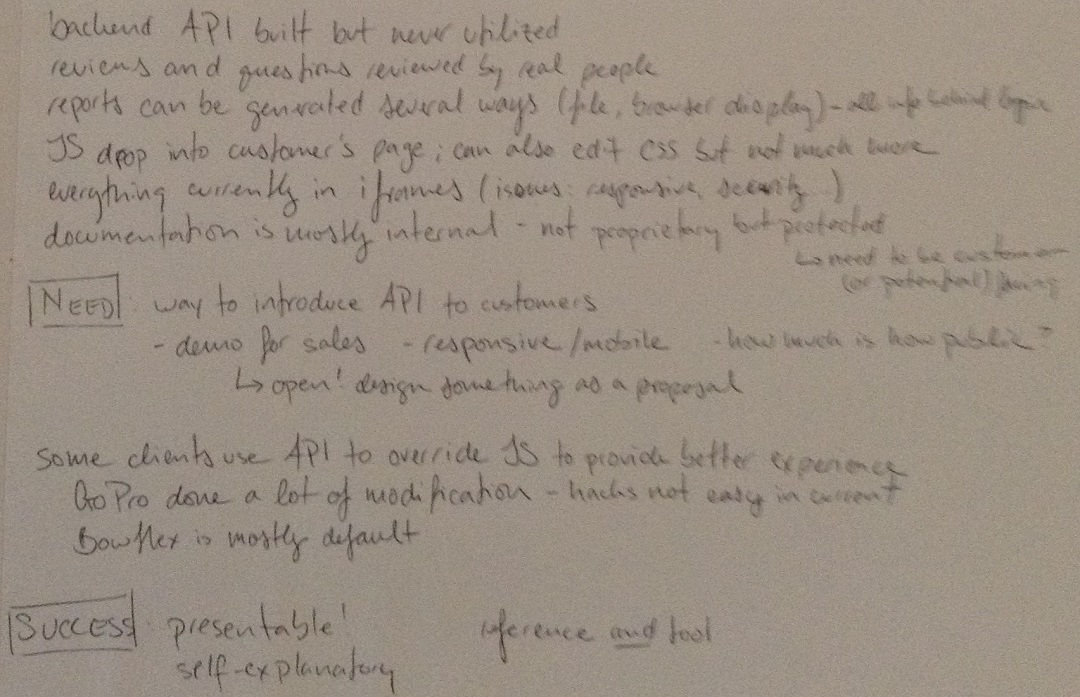 backend API built but never utilized
reviews and questions reviewed by real people
reports can be generated several ways (file, browser display) - all info behind login
JS drop into customer's page; can also edit CSS but not much more
everything currently in iframes (issues: responsive, security )
documentation is mostly internal - not proprietary but protected
↳ need to be customer
(or potential)
NEED: way to introduce API to customers
- demo for sales - responsive/mobile - how much is how public?
↳ open! design something as a proposal
some clients use API to override JS to provide better experience
GoPro done a lot of modification - hacks not easy in current
Bowflex is mostly default
SUCCESS: presentable! reference and tool
self-explanatory